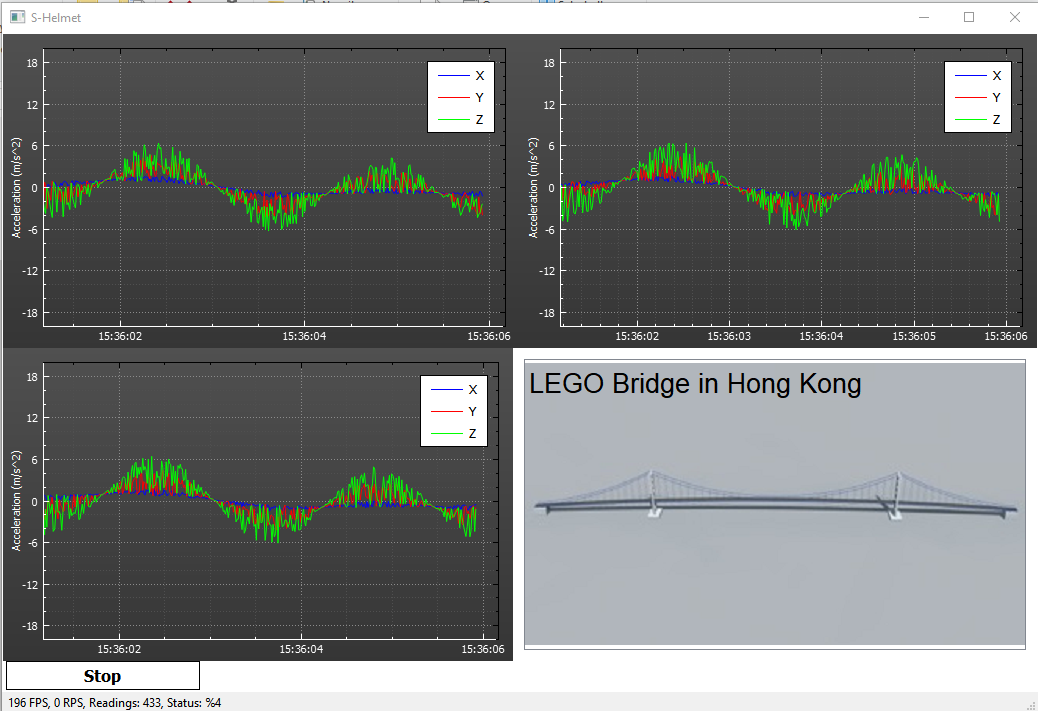 S-Helmet
18
12
6
0
-6
-12
-18
Acceleration (m/s^2)
X
Y
Z
15:36:02
15:36:04
15:36:06
18
12
6
0
-6
-12
-18
Acceleration (m/s^2)
X
Y
Z
15:36:02
15:36:03
15:36:04
15:36:05
15:36:06
18
12
6
0
-6
-12
-18
Acceleration (m/s^2)
X
Y
Z
15:36:02
15:36:04
15:36:06
LEGO Bridge in Hong Kong
Stop
196 FPS, 0 RPS, Readings: 433, Status: %4